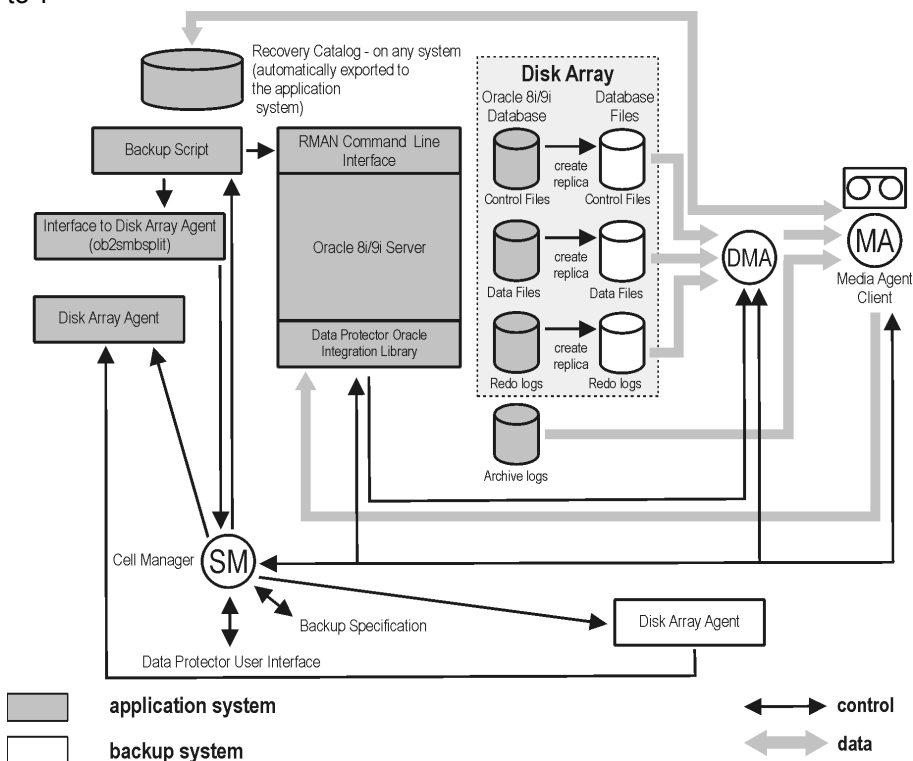 Recovery Catalog - on any system
(automatically exported to
the application
system)
Disk Array
Oracle 8i/9i
Database
Database
Files
Backup Script
RMAN Command Line
Interface
create
replica
Control Files
Control Files
Interface to Disk Array Agent
(ob2smbsplit)
Oracle 8i/9i Server
create
replica
Data Files
Data Files
DMA
MA
Media Agent
Client
Disk Array Agent
Data Protector Oracle
Integration Library
create
replica
Redo logs
Redo logs
Archive logs
Cell Manager
SM
Backup Specification
Disk Array Agent
Data Protector User Interface
application system
control
backup system
data